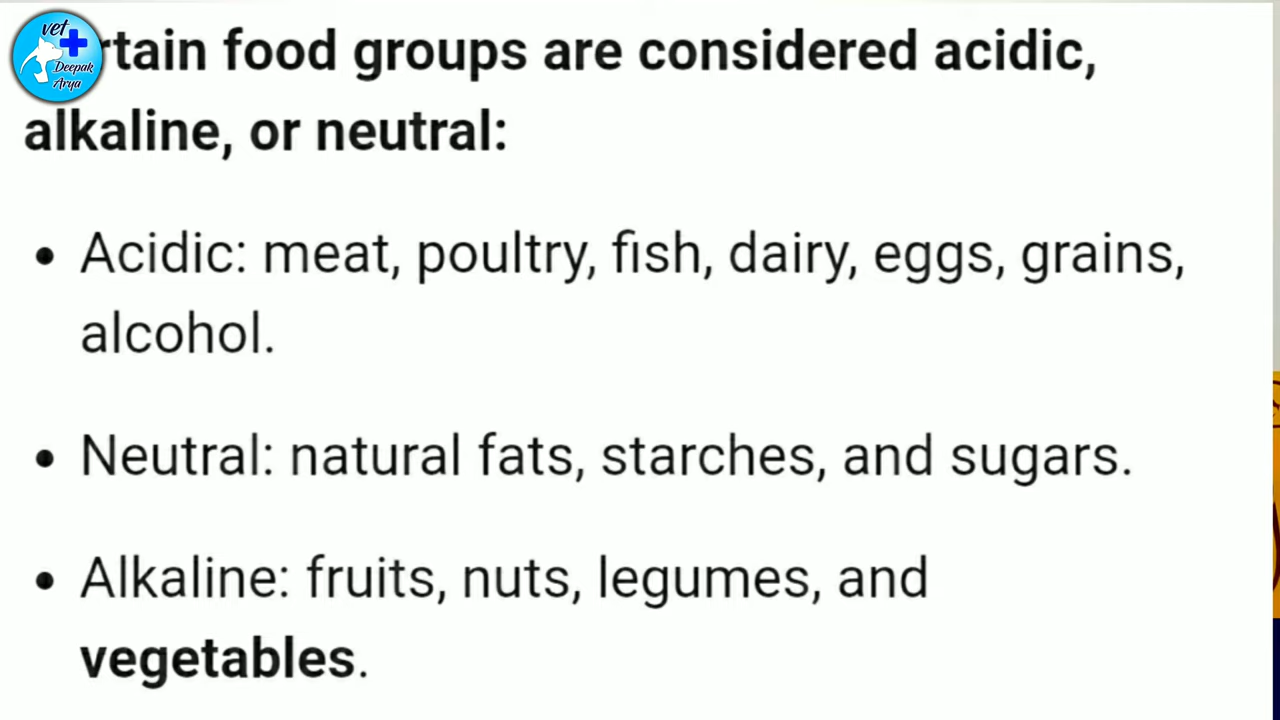 vet
Deepak
Arya
rtain food groups are considered acidic,
alkaline, or neutral:
• Acidic: meat, poultry, fish, dairy, eggs, grains,
alcohol.
• Neutral: natural fats, starches, and sugars.
• Alkaline: fruits, nuts, legumes, and
vegetables.